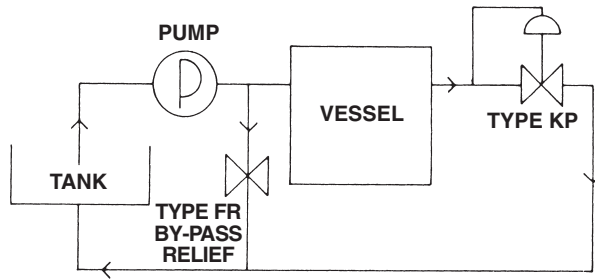 PUMP
P
VESSEL
TYPE KP
TANK
TYPE FR
BY-PASS
RELIEF